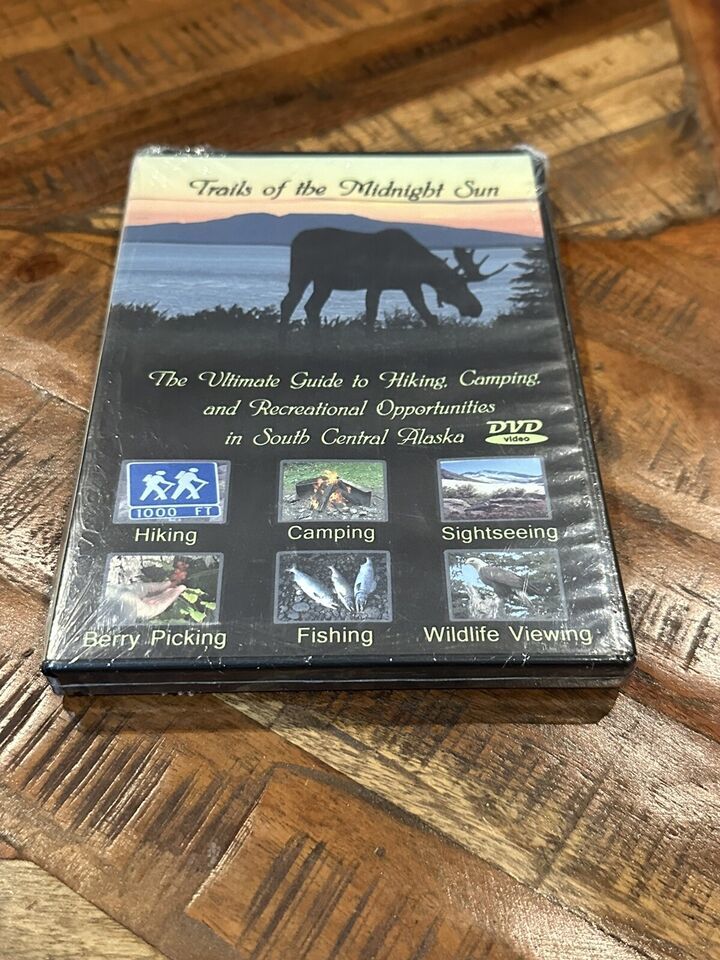 Trails of the Midnight Sun
The Ultimate Guide to Hiking, Camping,
and Recreational Opportunities
in South Central Alaska
DVD
video
1000 FT
Hiking
Camping
Sightseeing
Berry Picking
Fishing
Wildlife Viewing